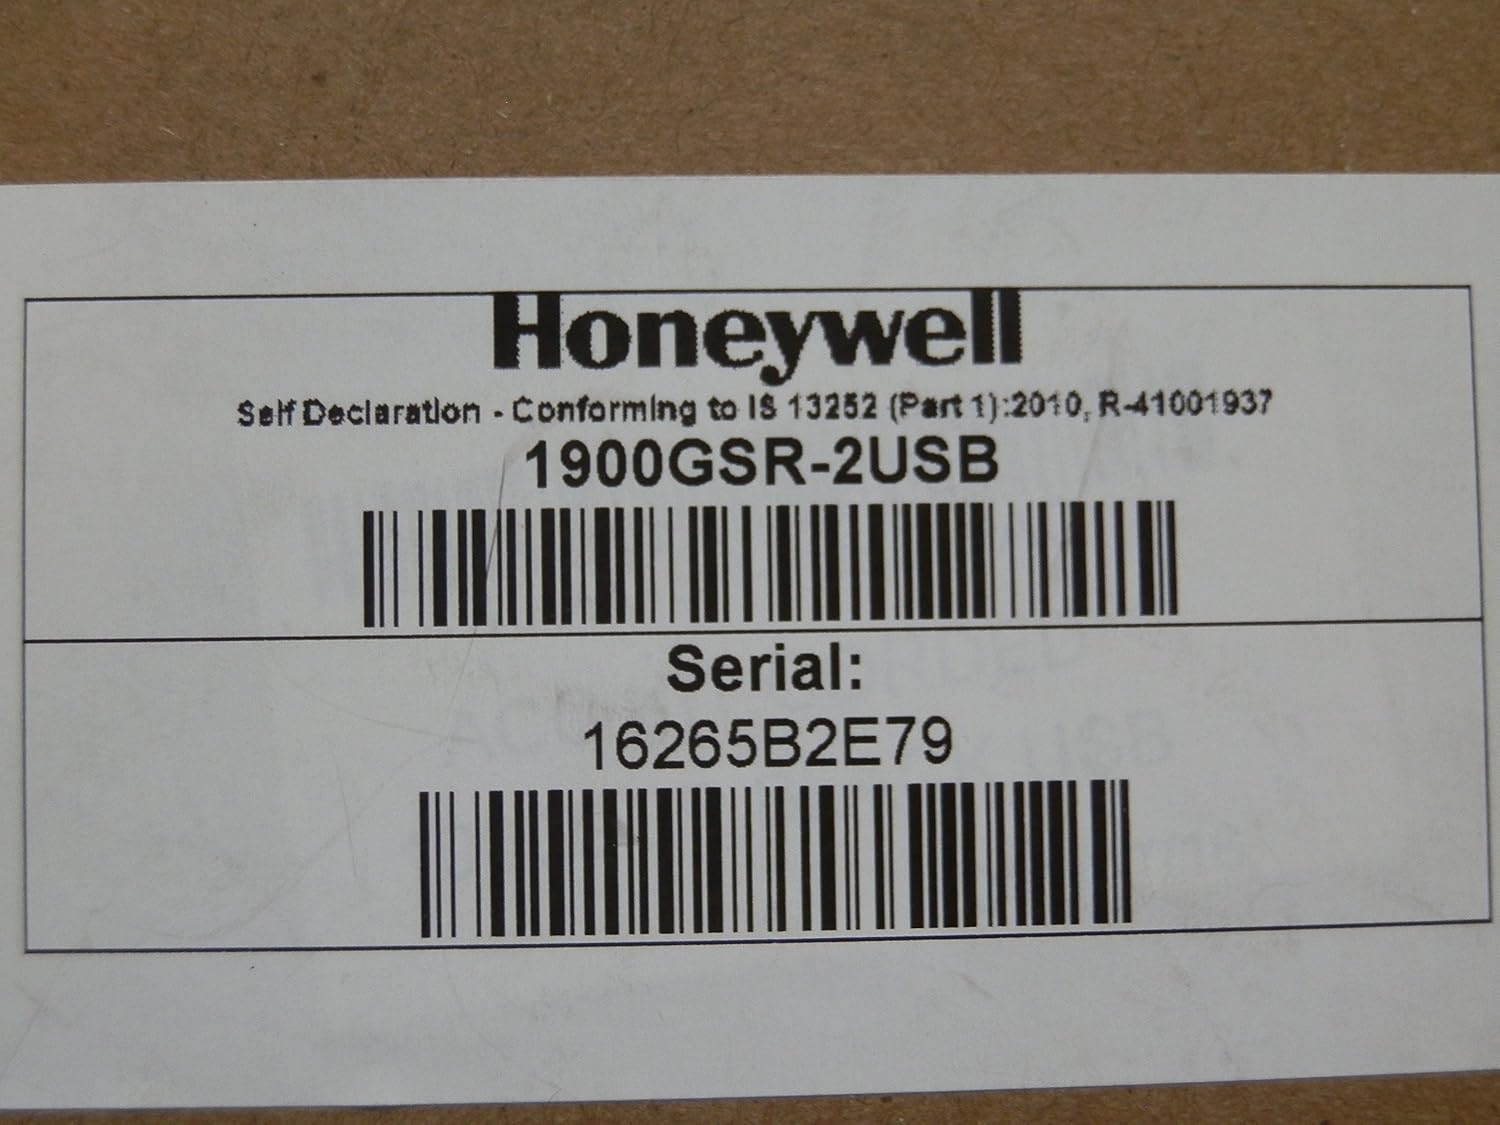 Honeywell
Self Declaration - Conforming to IS 13252 (Part 1):2010, R-41001937
1900GSR-2USB
Serial:
16265B2E79